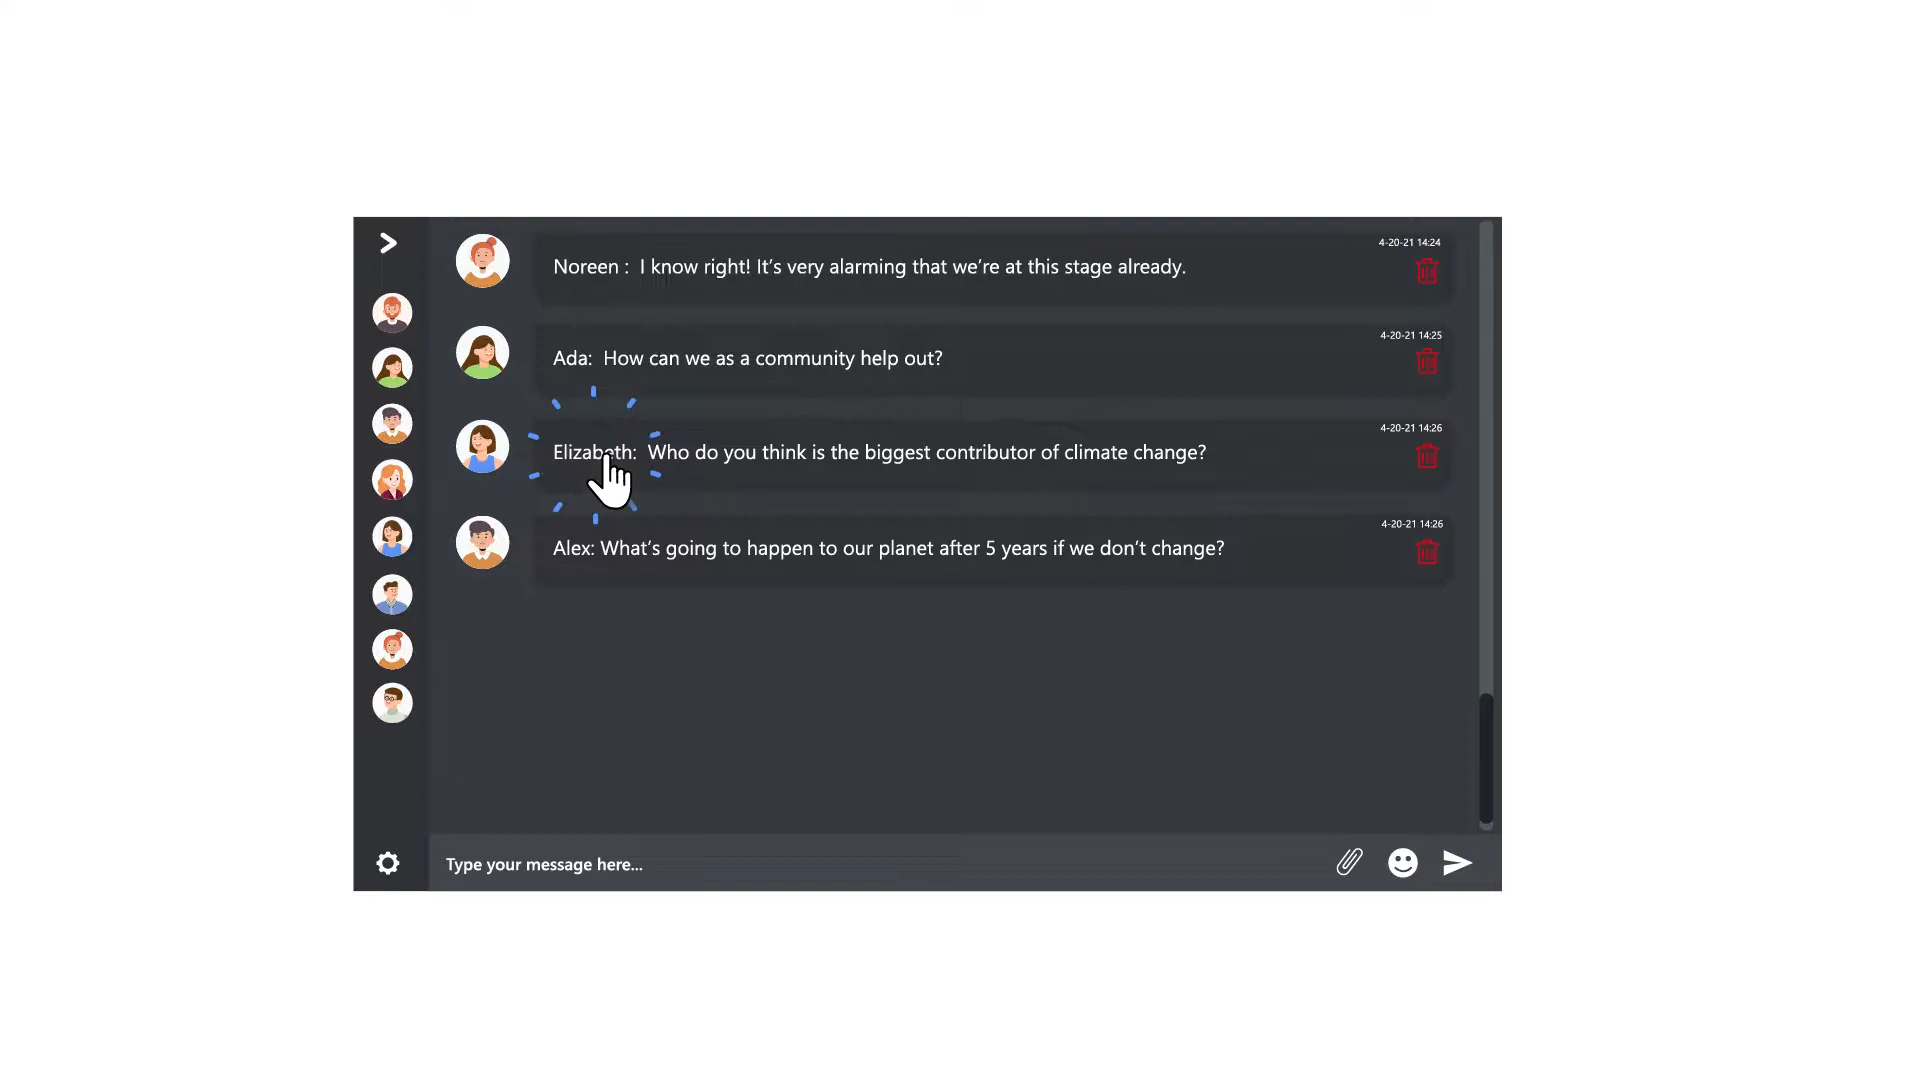 4-20-21 14:24
Noreen :  I know right! It’s very alarming that we’re at this stage already.
4-20-21 14:25
Ada:  How can we as a community help out?
4-20-21 14:26
Elizabeth:  Who do you think is the biggest contributor of climate change?
4-20-21 14:26
Alex: What’s going to happen to our planet after 5 years if we don’t change?
Type your message here...